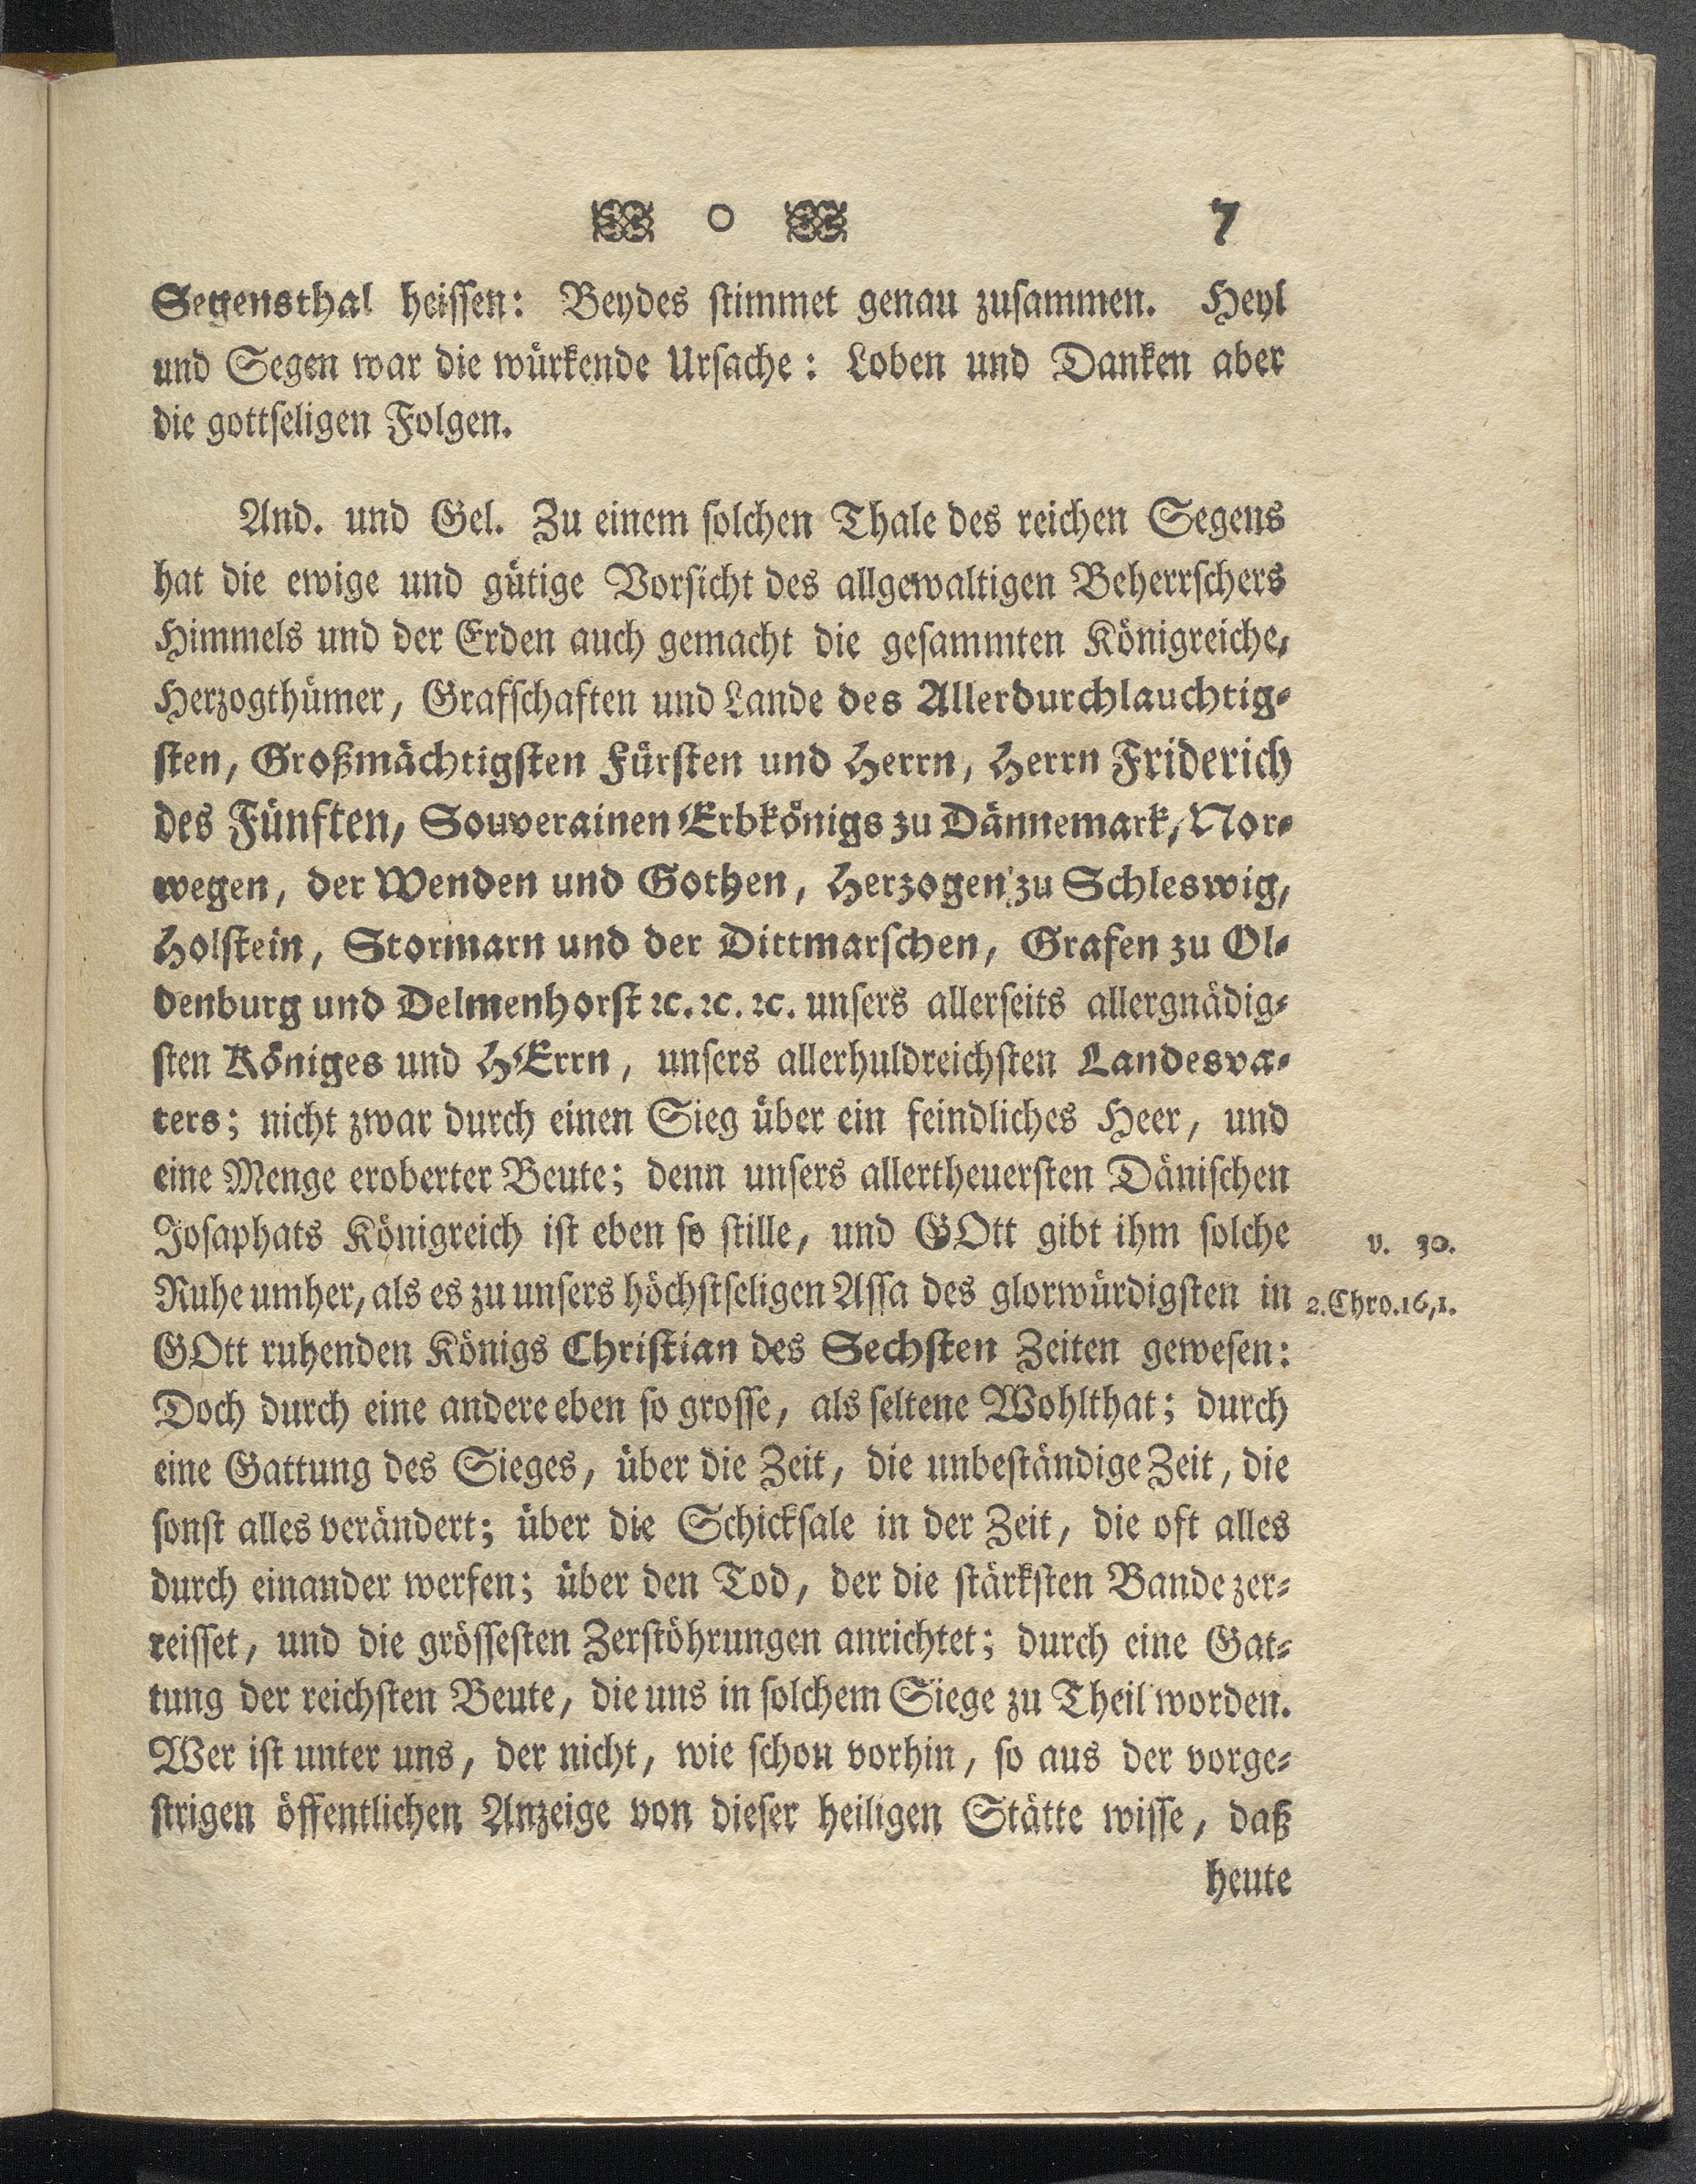 ○ 7
Segensthal heissen: Beydes stimmet genau zusammen. Heyl
und Segen war die würkende Ursache: Loben und Danken aber
die gottseligen Folgen.
And. und Gel. Zu einem solchen Thale des reichen Segens
hat die ewige und gütige Vorsicht des allgewaltigen Beherrschers
Himmels und der Erden auch gemacht die gesammten Königreiche,
Herzogthümer, Grafschaften und Lande des Allerdurchlauchtig-
sten, Großmächtigsten Fürsten und Herrn, Herrn Friderich
des Fünften, Souverainen Erbkönigs zu Dännemark, Nor-
wegen, der Wenden und Gothen, Herzogen zu Schleswig,
Holstein, Stormarn und der Dittmarschen, Grafen zu Ol-
denburg und Delmenhorst ꝛc. ꝛc. ꝛc. unsers allerseits allergnädig-
sten Königes und HErrn, unsers allerhuldreichsten Landesva-
ters; nicht zwar durch einen Sieg über ein feindliches Heer, und
eine Menge eroberter Beute; denn unsers allertheuersten Dänischen
Josaphats Königreich ist eben so stille, und GOtt gibt ihm solche v. 30.
Ruhe umher, als es zu unsers höchstseligen Assa des glorwürdigsten in 2. Chro. 16, 1.
GOtt ruhenden Königs Christian des Sechsten Zeiten gewesen:
Doch durch eine andere eben so grosse, als seltene Wohlthat; durch
eine Gattung des Sieges, über die Zeit, die unbeständige Zeit, die
sonst alles verändert; über die Schicksale in der Zeit, die oft alles
durch einander werfen; über den Tod, der die stärksten Bande zer-
reisset, und die grössesten Zerstöhrungen anrichtet; durch eine Gat-
tung der reichsten Beute, die uns in solchem Siege zu Theil worden.
Wer ist unter uns, der nicht, wie schon vorhin, so aus der vorge-
strigen öffentlichen Anzeige von dieser heiligen Stätte wisse, daß
heute